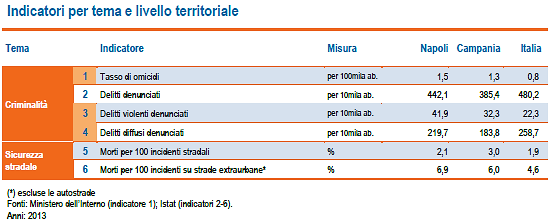 Indicatori per tema e livello territoriale
Tema Indicatore Misura Napoli Campania Italia
Criminalità
1 Tasso di omicidi per 100mila ab. 1,5 1,3 0,8
2 Delitti denunciati per 10mila ab. 442,1 385,4 480,2
3 Delitti violenti denunciati per 10mila ab. 41,9 32,3 22,3
4 Delitti diffusi denunciati per 10mila ab. 219,7 183,8 258,7
Sicurezza stradale
5 Morti per 100 incidenti stradali % 2,1 3,0 1,9
6 Morti per 100 incidenti su strade extraurbane* % 6,9 6,0 4,6
(*) escluse le autostrade
Fonti: Ministero dell'Interno (indicatore 1); Istat (indicatori 2-6).
Anni: 2013